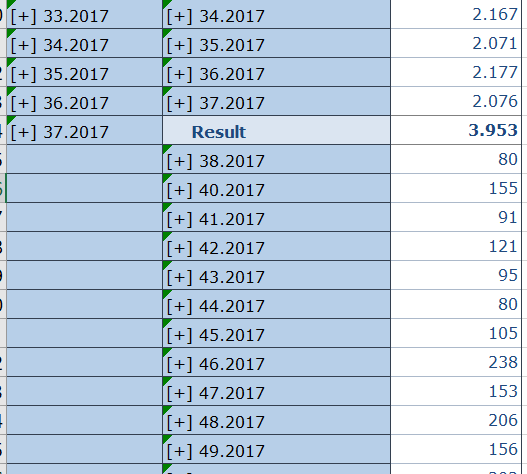 [+] 33.2017 [+] 34.2017 2.167
[+] 34.2017 [+] 35.2017 2.071
[+] 35.2017 [+] 36.2017 2.177
[+] 36.2017 [+] 37.2017 2.076
[+] 37.2017 Result 3.953
[+] 38.2017 80
[+] 40.2017 155
[+] 41.2017 91
[+] 42.2017 121
[+] 43.2017 95
[+] 44.2017 80
[+] 45.2017 105
[+] 46.2017 238
[+] 47.2017 153
[+] 48.2017 206
[+] 49.2017 156